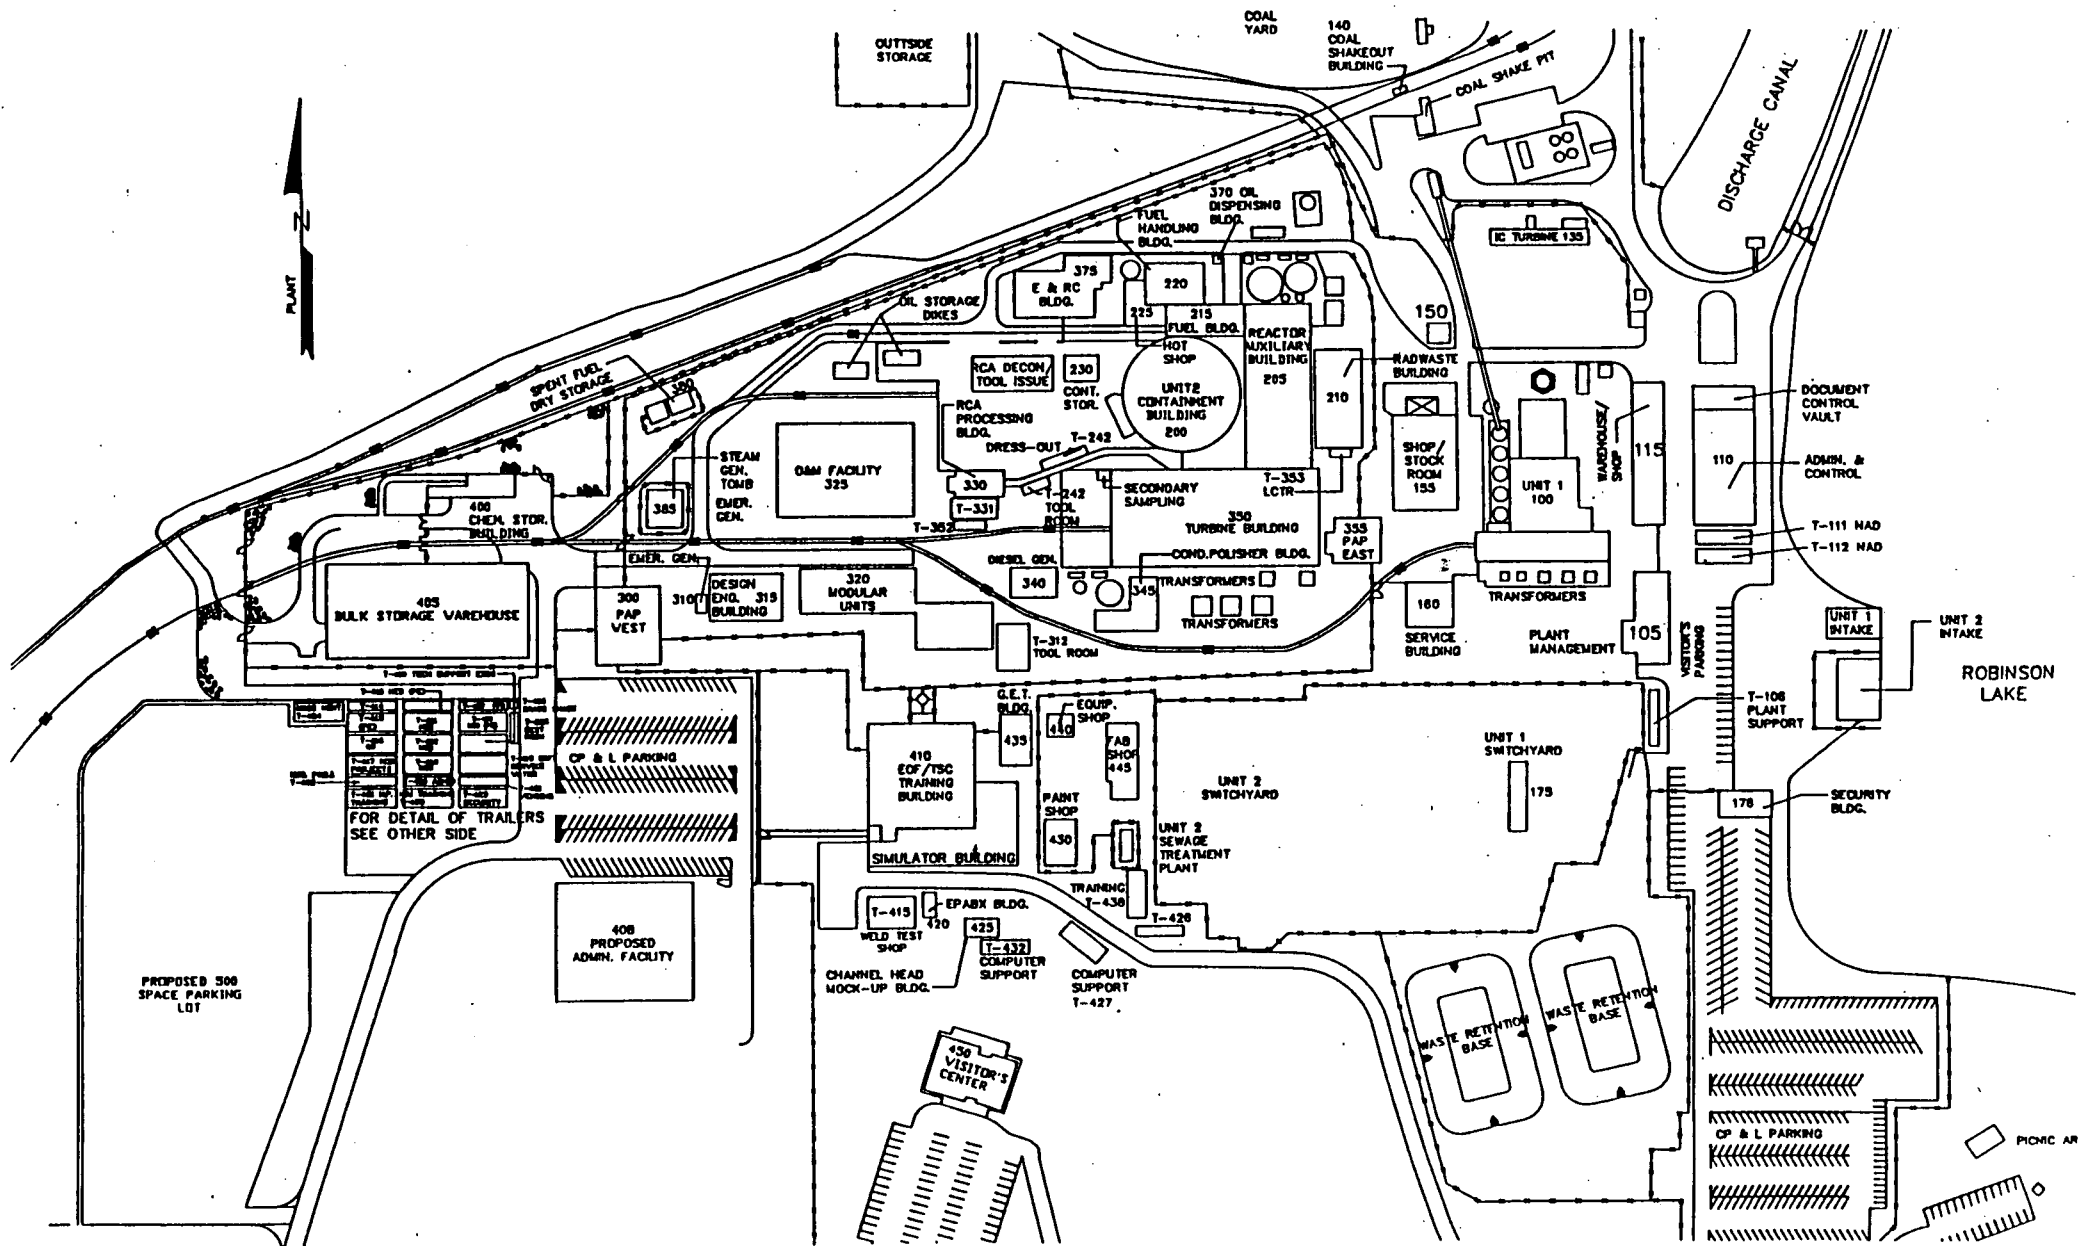 COAL
YARD
140
COAL
SHAKEOUT
BUILDING
OUTTSIDE
STORAGE
COAL SHAKE PIT
DISCHARGE CANAL
N
PLANT
370 OIL
DISPENSING
BLDG.
FUEL
HANDLING
BLDG.
IC TURBINE 135
375
E & RC
BLDG.
220
225
215
FUEL BLDG.
OIL STORAGE
DIKES
150
HOT
SHOP
REACTOR
AUXILIARY
BUILDING
205
RADWASTE
BUILDING
210
RCA DECON/
TOOL ISSUE
230
CONT.
STOR.
UNIT2
CONTAINMENT
BUILDING
200
SPENT FUEL
DRY STORAGE
380
RCA
PROCESSING
BLDG.
DRESS-OUT
T-242
DOCUMENT
CONTROL
VAULT
WAREHOUSE/
SHOP
115
110
ADMIN. &
CONTROL
SHOP/
STOCK
ROOM
155
UNIT 1
100
STEAM
GEN.
TOMB
EMER.
GEN.
385
O&M FACILITY
325
330
T-331
T-352
T-242
TOOL
ROOM
SECONDARY
SAMPLING
T-353
LCTR
350
TURBINE BUILDING
355
PAP
EAST
T-111 NAD
T-112 NAD
400
CHEM. STOR.
BUILDING
EMER. GEN.
DIESEL GEN.
340
COND.POLISHER BLDG.
345
TRANSFORMERS
TRANSFORMERS
TRANSFORMERS
405
BULK STORAGE WAREHOUSE
300
PAP
WEST
310
DESIGN
ENG. 315
BUILDING
320
MODULAR
UNITS
T-312
TOOL ROOM
160
SERVICE
BUILDING
PLANT
MANAGEMENT
105
VISITOR'S
PARKING
UNIT 1
INTAKE
UNIT 2
INTAKE
ROBINSON
LAKE
T-106
PLANT
SUPPORT
G.E.T.
BLDG.
435
EQUIP.
SHOP
440
FAB
SHOP
445
410
EOF/TSC
TRAINING
BUILDING
CP & L PARKING
UNIT 2
SWITCHYARD
UNIT 1
SWITCHYARD
175
176
SECURITY
BLDG.
FOR DETAIL OF TRAILERS
SEE OTHER SIDE
PAINT
SHOP
430
SIMULATOR BUILDING
UNIT 2
SEWAGE
TREATMENT
PLANT
TRAINING
T-436
T-426
T-415
WELD TEST
SHOP
EPABX BLDG.
420
425
T-432
COMPUTER
SUPPORT
CHANNEL HEAD
MOCK-UP BLDG.
COMPUTER
SUPPORT
T-427
408
PROPOSED
ADMIN. FACILITY
PROPOSED 500
SPACE PARKING
LOT
WASTE RETENTION
BASE
WASTE RETENTION
BASE
450
VISITOR'S
CENTER
CP & L PARKING
PICNIC AR